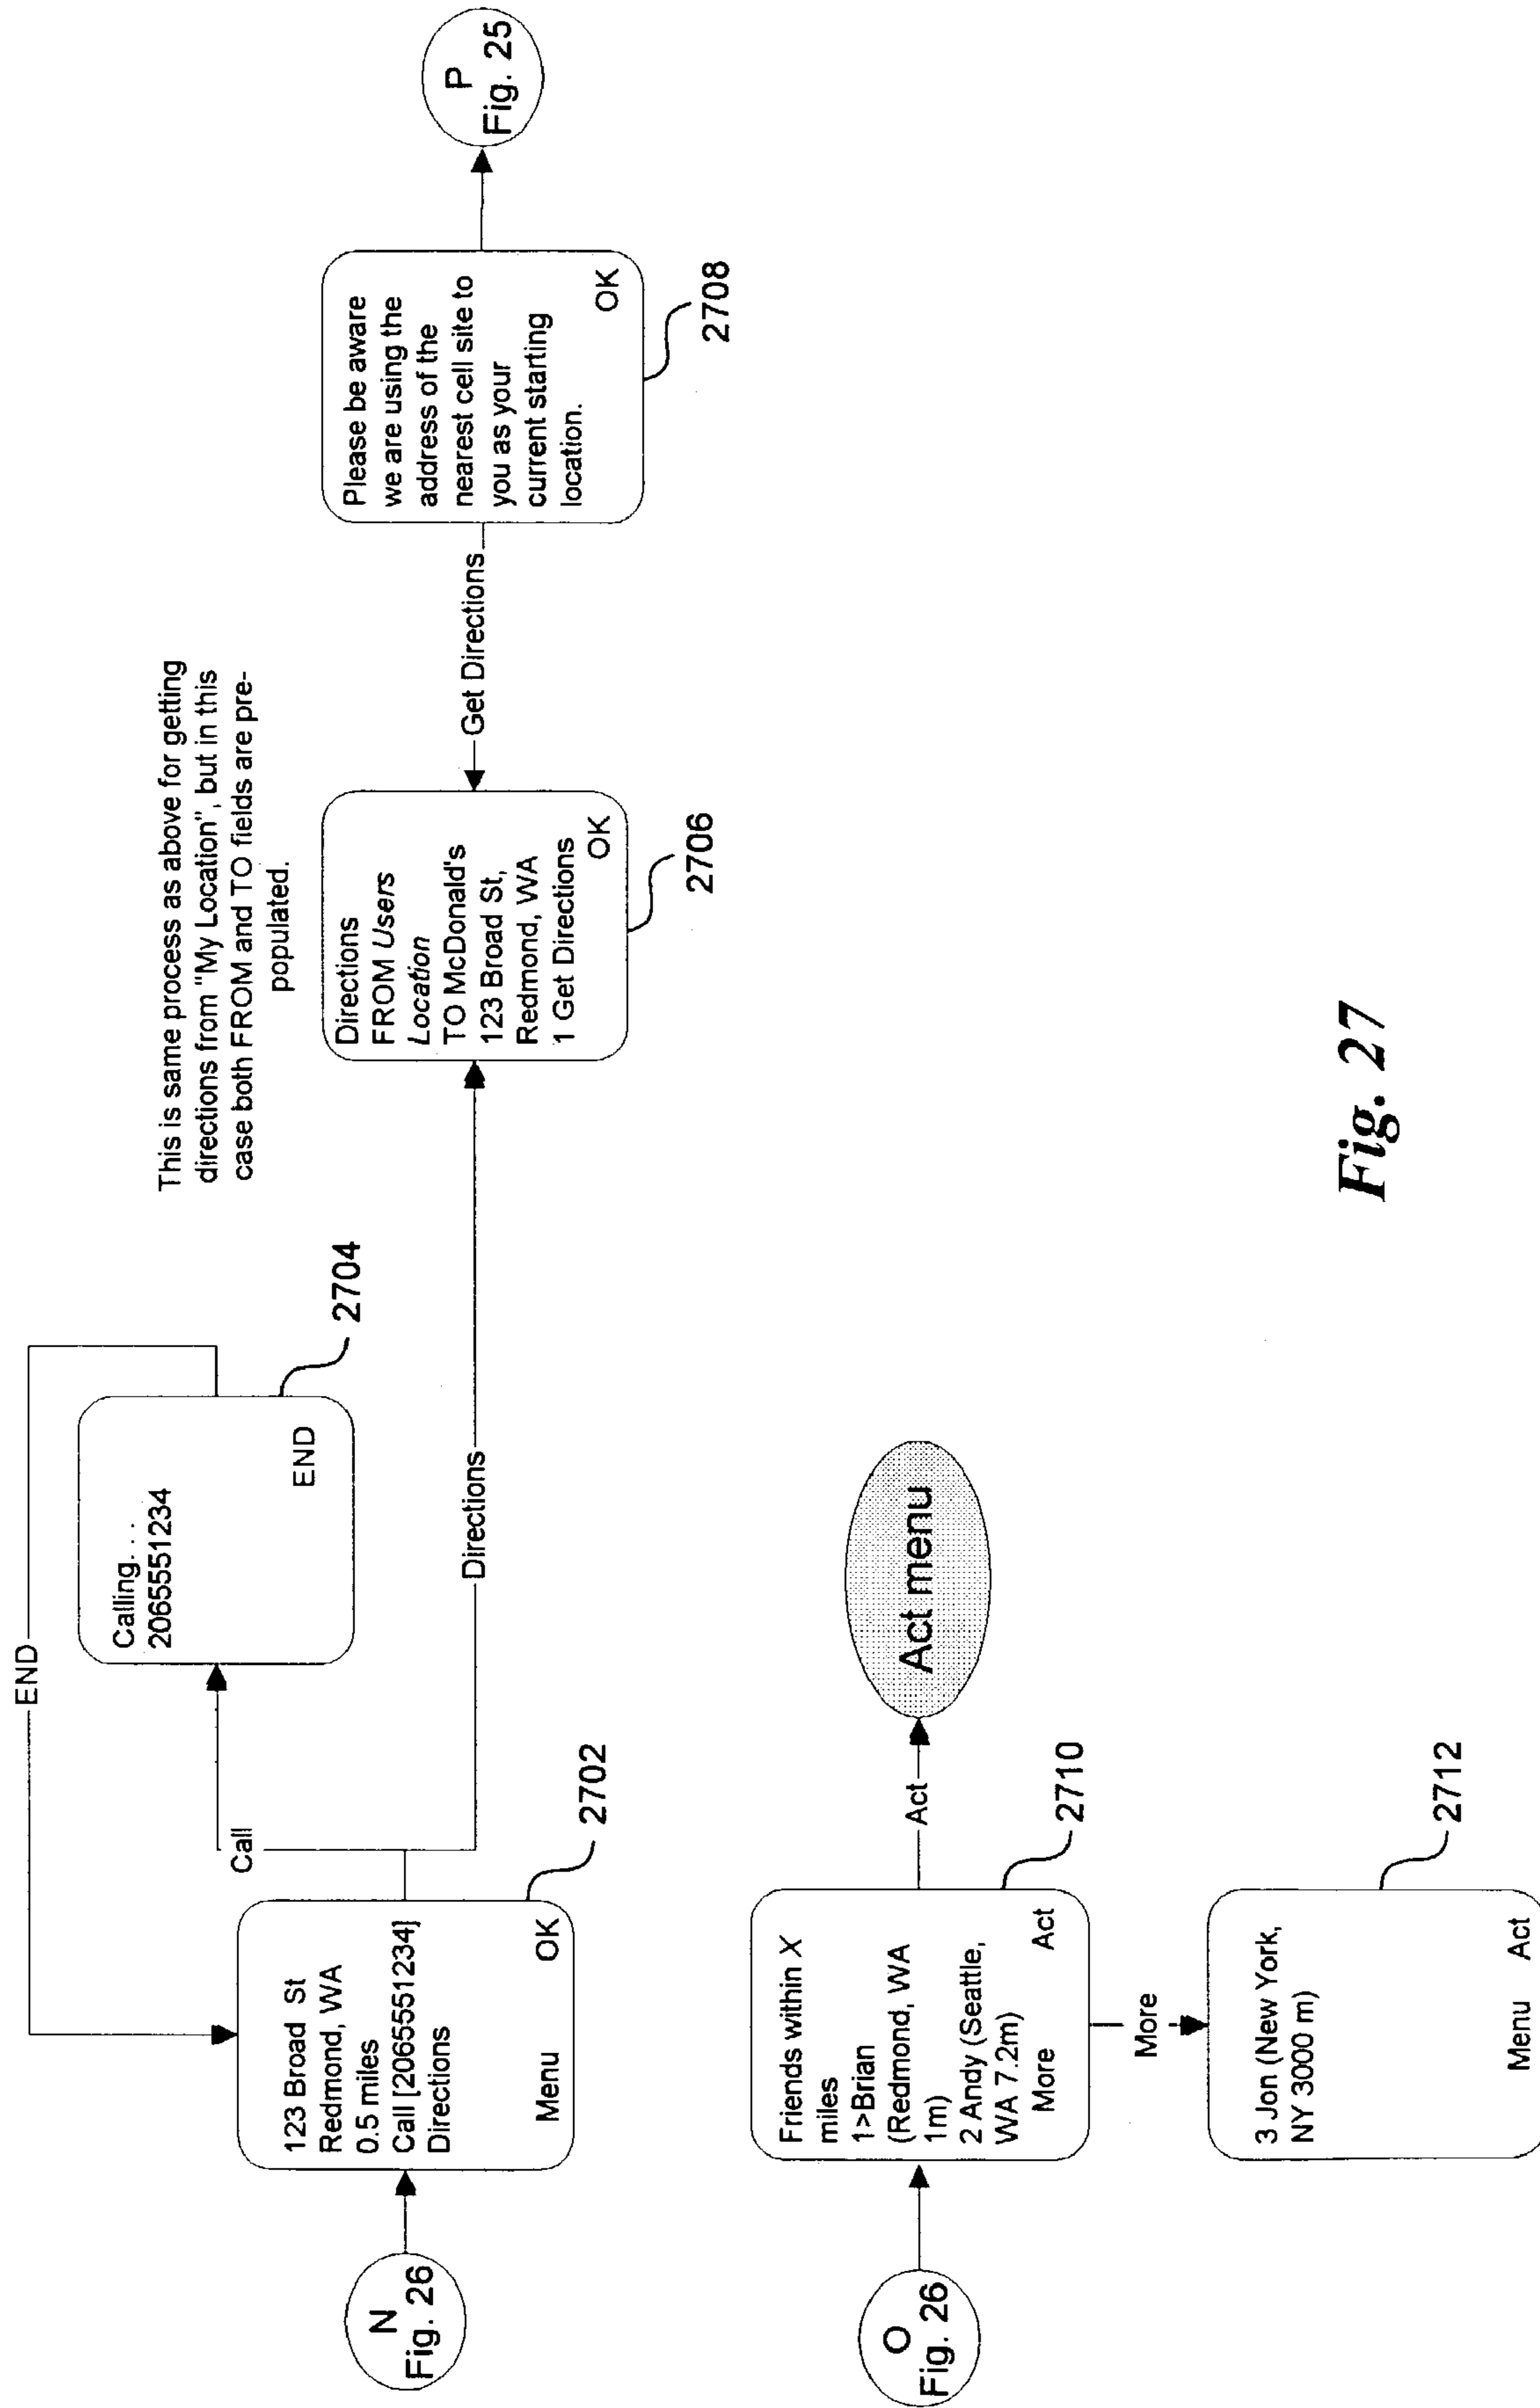 END
N
Fig. 26
123 Broad St
Redmond, WA
0.5 miles
Call [2065551234]
Directions
Menu OK
2702
Call
Calling. . .
2065551234
END
2704
Directions
This is same process as above for getting
directions from "My Location", but in this
case both FROM and TO fields are pre-
populated.
Directions
FROM Users
Location
TO McDonald's
123 Broad St,
Redmond, WA
1 Get Directions
OK
2706
Get Directions
Please be aware
we are using the
address of the
nearest cell site to
you as your
current starting
location.
OK
2708
P
Fig. 25
O
Fig. 26
Friends within X
miles
1>Brian
(Redmond, WA
1m)
2 Andy (Seattle,
WA 7.2m)
More Act
2710
Act
Act menu
More
3 Jon (New York,
NY 3000 m)
Menu Act
2712
Fig. 27